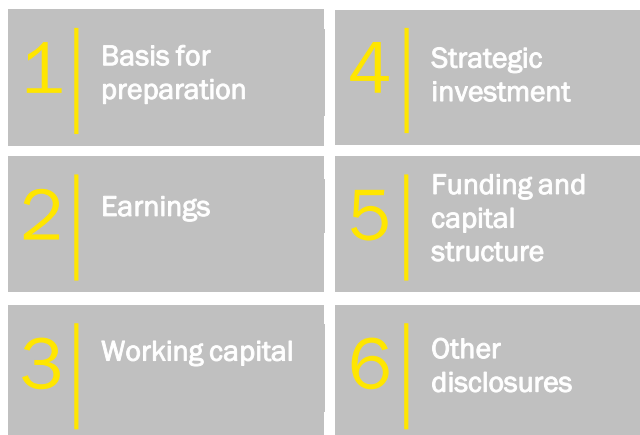 1
Basis for
preparation
2
Earnings
3
Working capital
4
Strategic
investment
5
Funding and
capital
structure
6
Other
disclosures